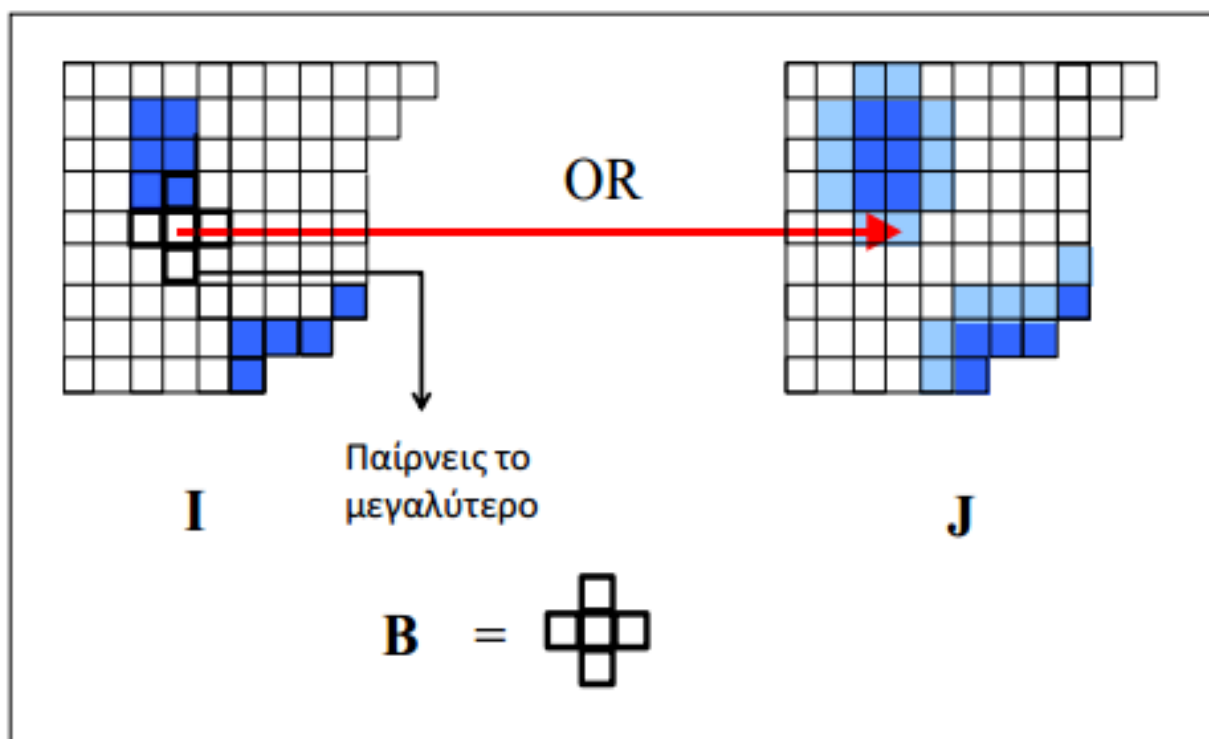 OR
Παίρνεις το
μεγαλύτερο
I
J
B =